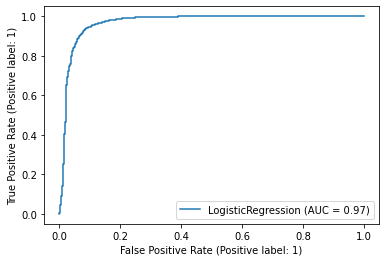 1.0
0.8
0.6
0.4
0.2
0.0
True Positive Rate (Positive label: 1)
LogisticRegression (AUC = 0.97)
0.0 0.2 0.4 0.6 0.8 1.0
False Positive Rate (Positive label: 1)